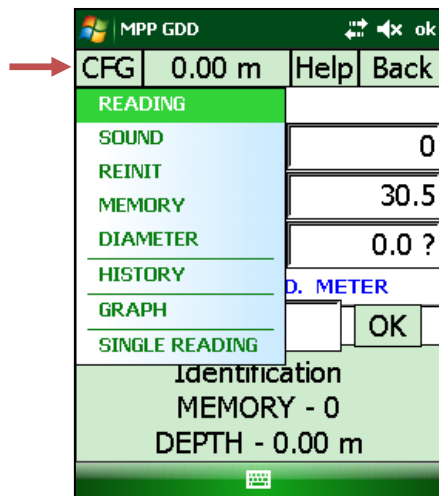 MPP GDD ok
CFG 0.00 m Help Back
READING
SOUND
0
REINIT
MEMORY
30.5
DIAMETER
0.0 ?
HISTORY
D. METER
GRAPH
OK
SINGLE READING
Identification
MEMORY - 0
DEPTH - 0.00 m